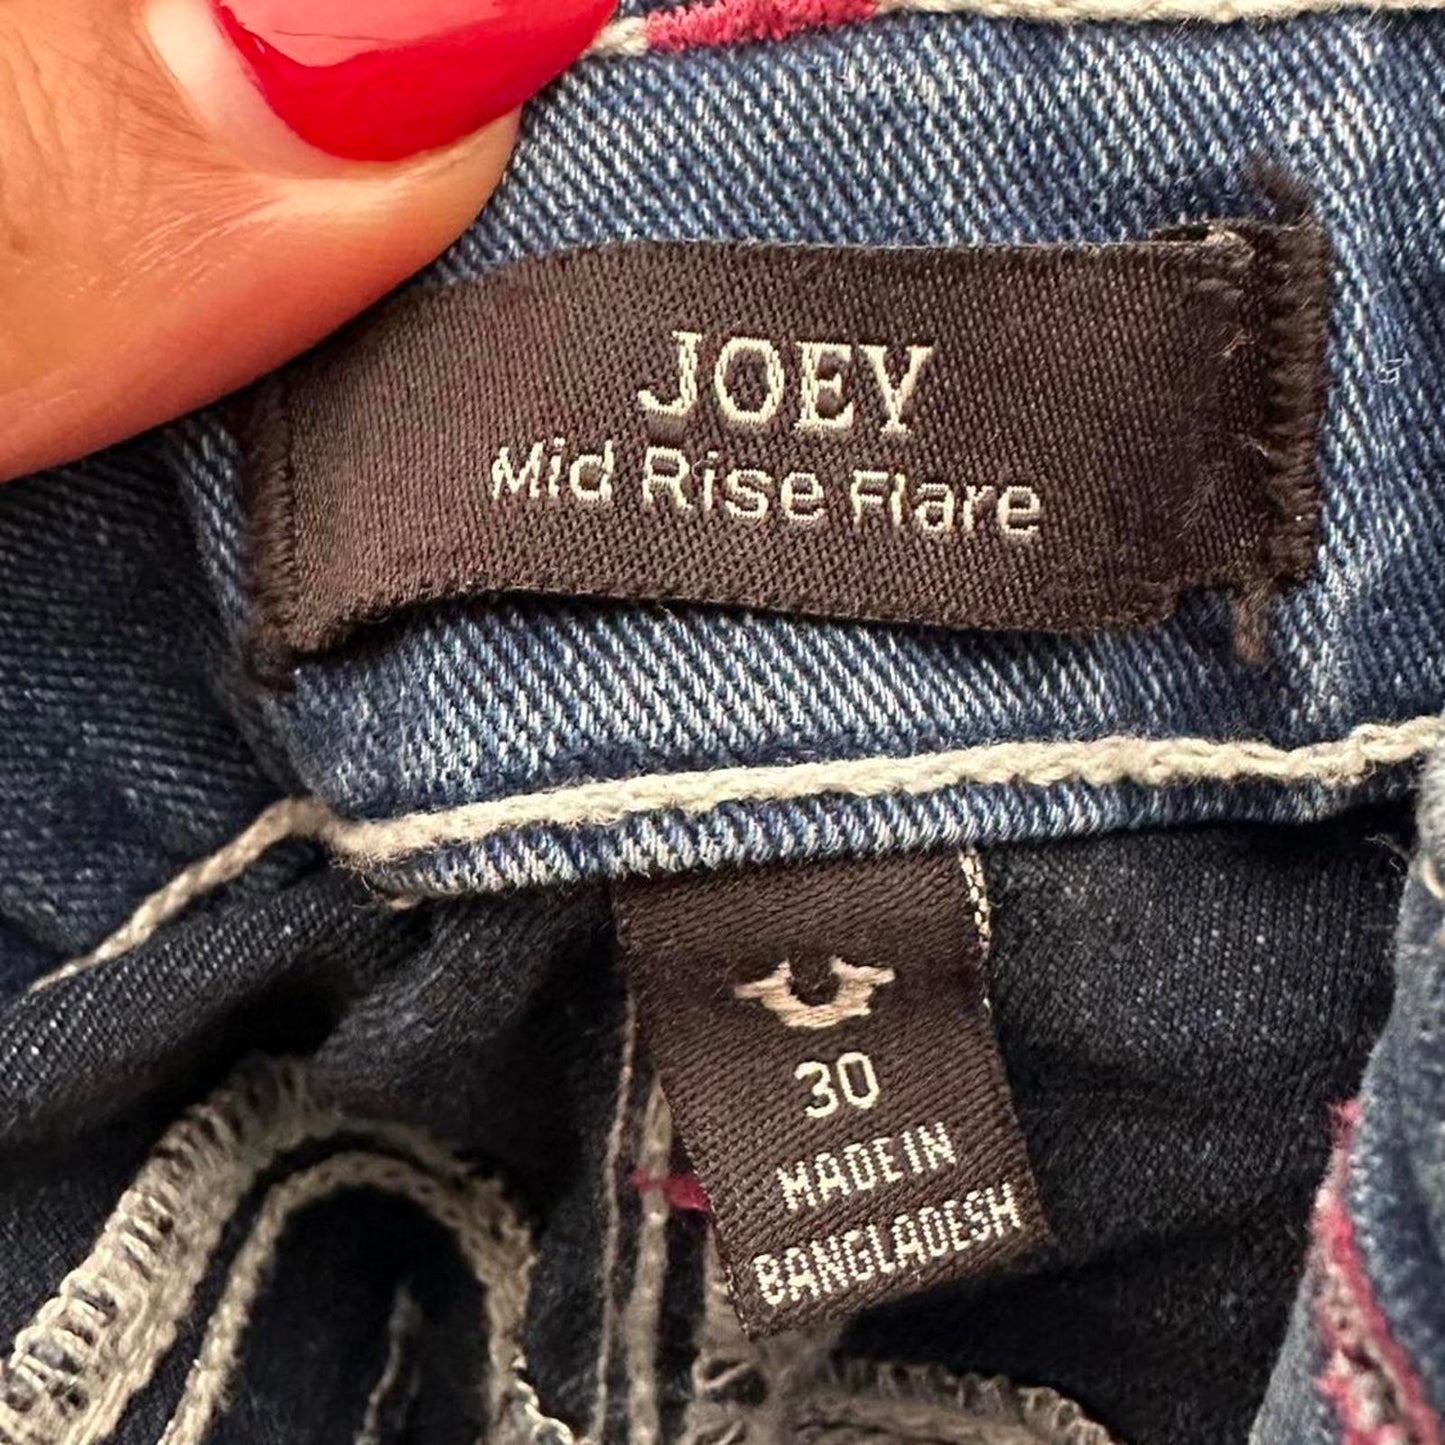 JOEY
Mid Rise Flare
30
MADE IN
BANGLADESH